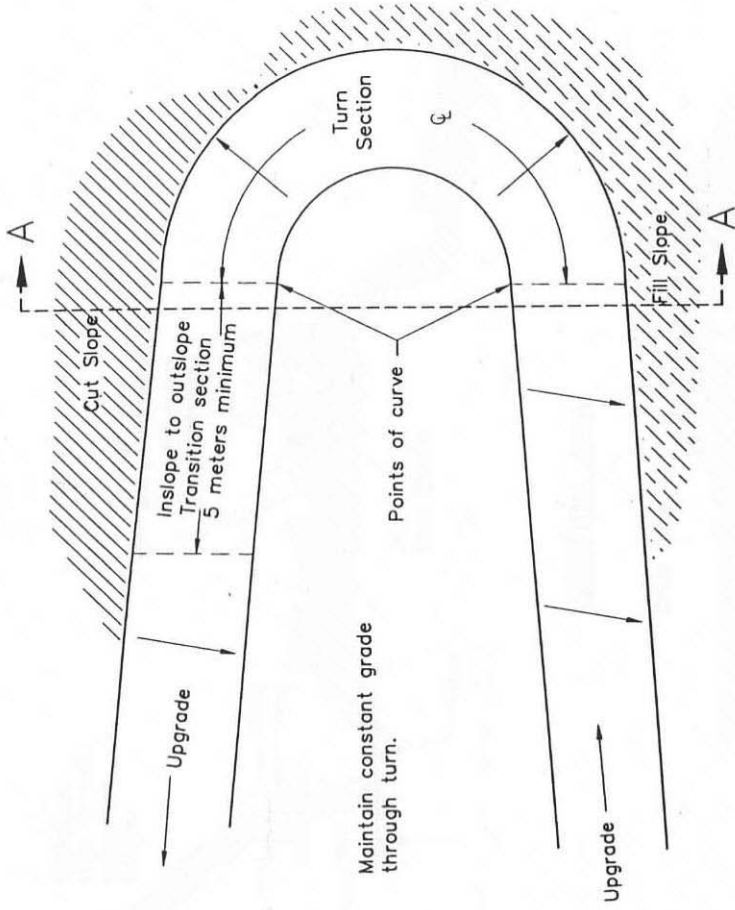 A
Cut Slope
Inslope to outslope
Transition section
5 meters minimum
Upgrade
Turn
Section
℄
Points of curve
Maintain constant grade
through turn.
Fill Slope
A
Upgrade